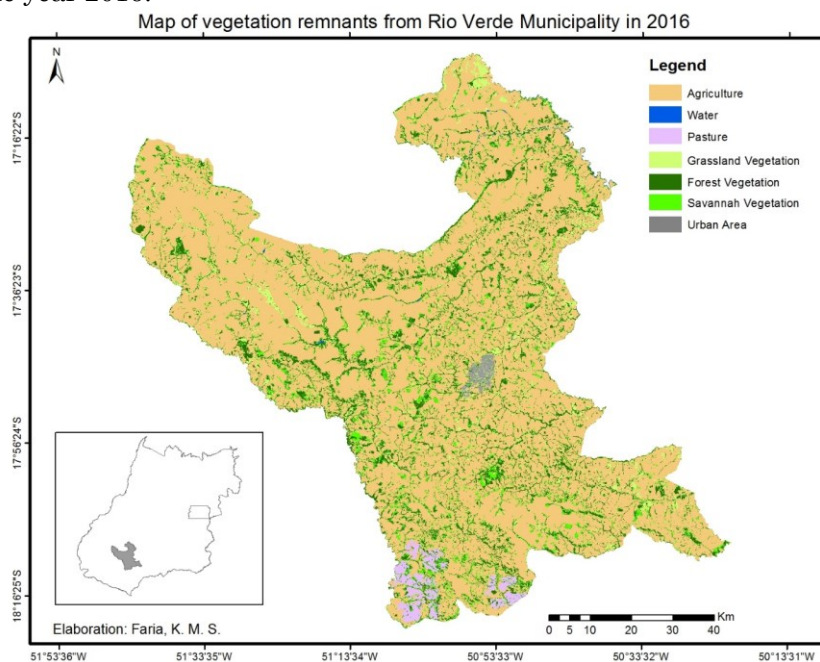 e year 2016.
Map of vegetation remnants from Rio Verde Municipality in 2016
N
Legend
Agriculture
Water
Pasture
Grassland Vegetation
Forest Vegetation
Savannah Vegetation
Urban Area
17°16'22"S
17°36'23"S
17°56'24"S
18°16'25"S
Elaboration: Faria, K. M. S.
Km
0 5 10 20 30 40
51°53'36"W 51°33'35"W 51°13'34"W 50°53'33"W 50°33'32"W 50°13'31"W